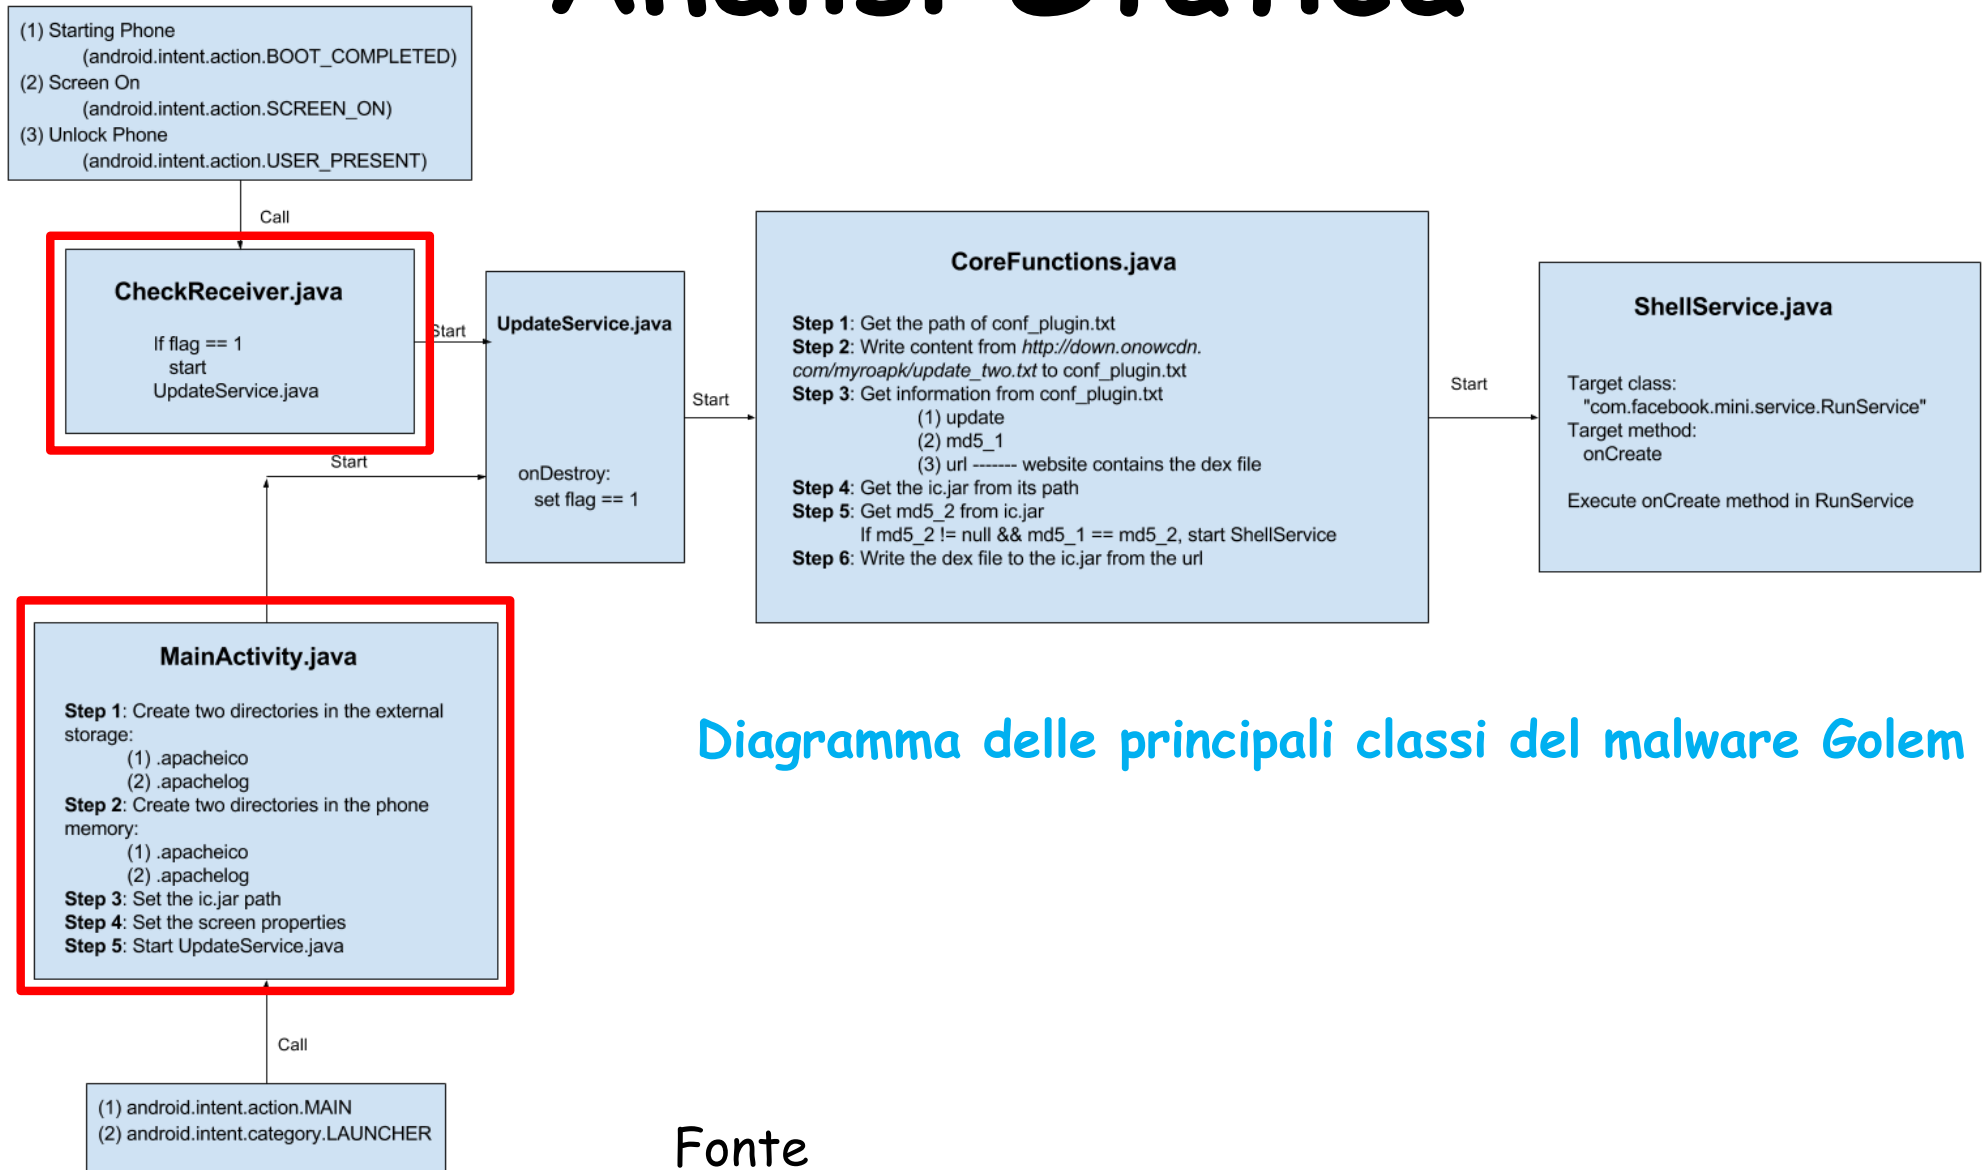 Analisi Statica
(1) Starting Phone
(android.intent.action.BOOT_COMPLETED)
(2) Screen On
(android.intent.action.SCREEN_ON)
(3) Unlock Phone
(android.intent.action.USER_PRESENT)
Call
CheckReceiver.java
If flag == 1
start
UpdateService.java
Start
UpdateService.java
onDestroy:
set flag == 1
Start
CoreFunctions.java
Step 1: Get the path of conf_plugin.txt
Step 2: Write content from http://down.onowcdn.
com/myroapk/update_two.txt to conf_plugin.txt
Step 3: Get information from conf_plugin.txt
(1) update
(2) md5_1
(3) url ------- website contains the dex file
Step 4: Get the ic.jar from its path
Step 5: Get md5_2 from ic.jar
If md5_2 != null && md5_1 == md5_2, start ShellService
Step 6: Write the dex file to the ic.jar from the url
Start
ShellService.java
Target class:
"com.facebook.mini.service.RunService"
Target method:
onCreate
Execute onCreate method in RunService
Start
MainActivity.java
Step 1: Create two directories in the external
storage:
(1) .apacheico
(2) .apachelog
Step 2: Create two directories in the phone
memory:
(1) .apacheico
(2) .apachelog
Step 3: Set the ic.jar path
Step 4: Set the screen properties
Step 5: Start UpdateService.java
Call
(1) android.intent.action.MAIN
(2) android.intent.category.LAUNCHER
Diagramma delle principali classi del malware Golem
Fonte